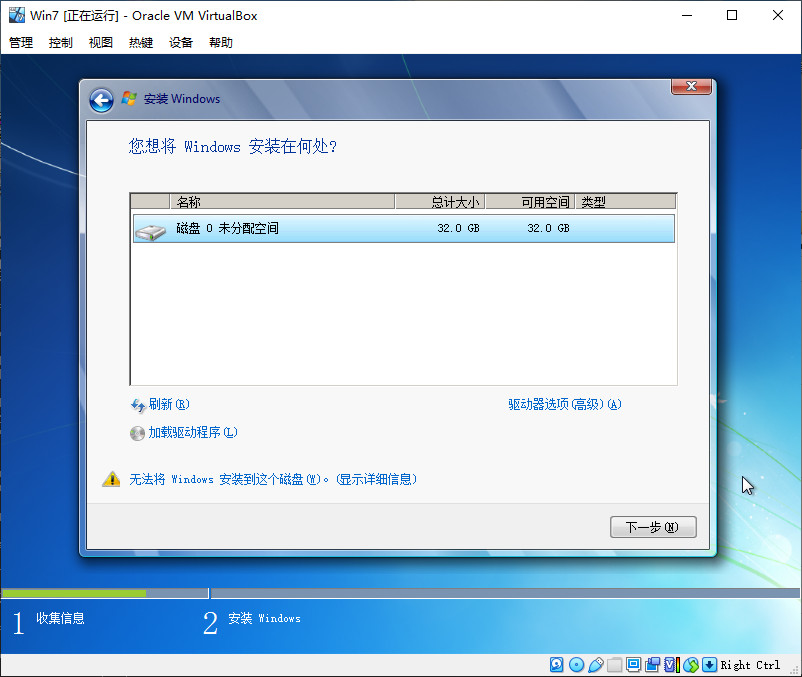 Win7 [正在运行] - Oracle VM VirtualBox
管理 控制 视图 热键 设备 帮助
安装 Windows
您想将 Windows 安装在何处?
名称 总计大小 可用空间 类型
磁盘 0 未分配空间 32.0 GB 32.0 GB
刷新(R) 驱动器选项(高级)(A)
加载驱动程序(L)
无法将 Windows 安装到这个磁盘(W)。(显示详细信息)
下一步(N)
1 收集信息 2 安装 Windows
Right Ctrl